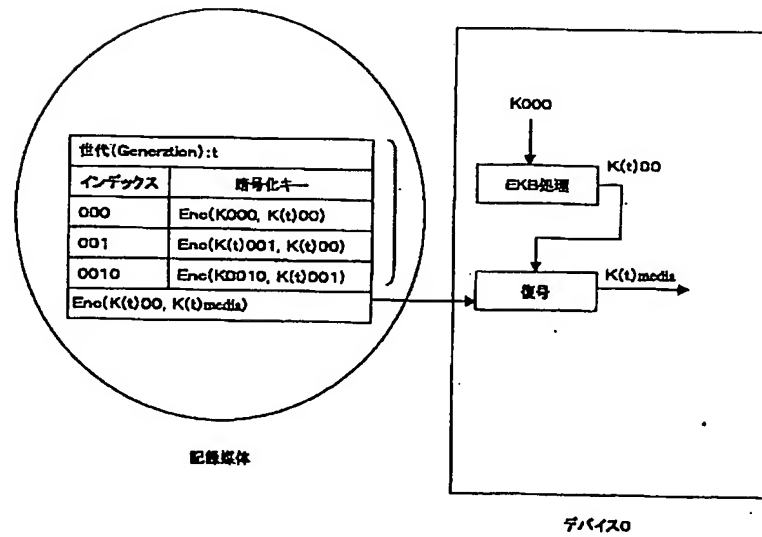 世代(Generztion):t
インデックス 暗号化キー
000 Enc(K000, K(t)00)
001 Enc(K(t)001, K(t)00)
0010 Enc(K0010, K(t)001)
Enc(K(t)00, K(t)media)
記録媒体
K000
EKB処理
K(t)00
復号
K(t)media
デバイス0